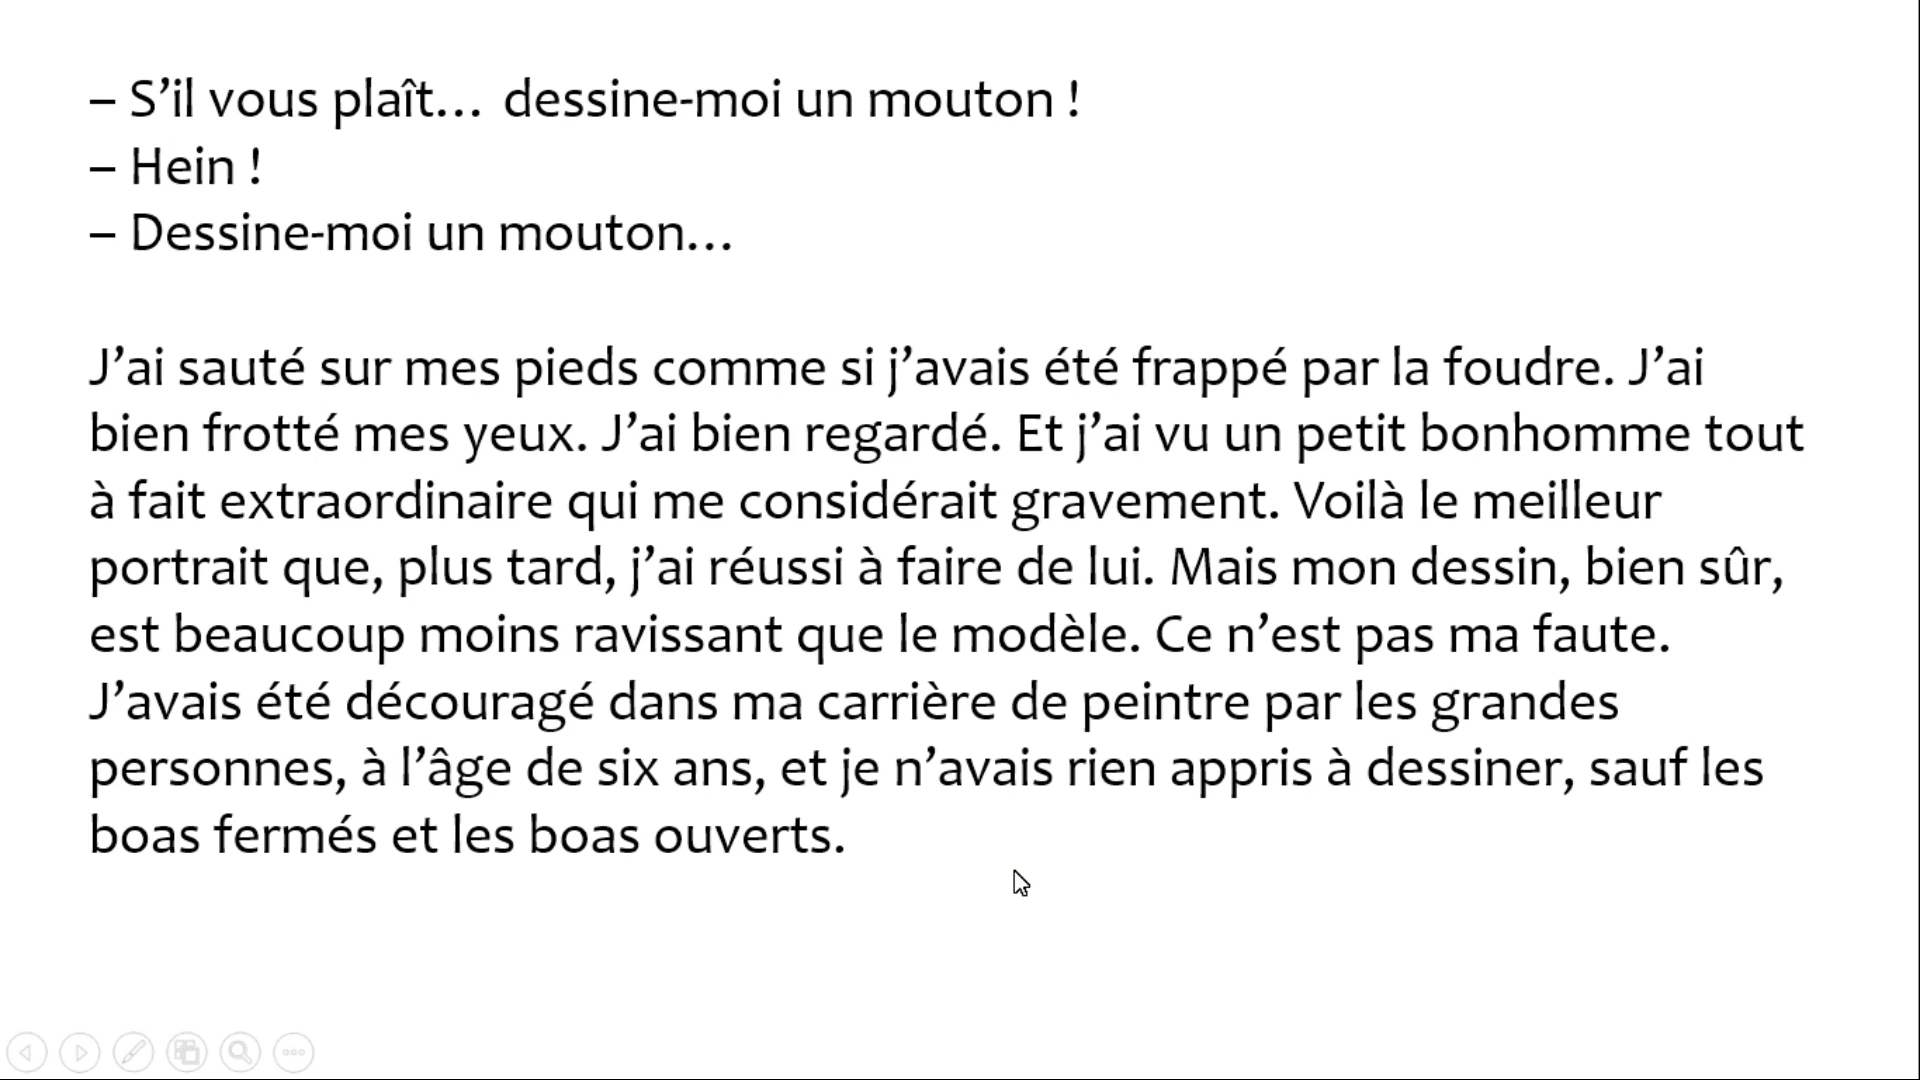 – S’il vous plaît… dessine-moi un mouton !
– Hein !
– Dessine-moi un mouton…
J’ai sauté sur mes pieds comme si j’avais été frappé par la foudre. J’ai
bien frotté mes yeux. J’ai bien regardé. Et j’ai vu un petit bonhomme tout
à fait extraordinaire qui me considérait gravement. Voilà le meilleur
portrait que, plus tard, j’ai réussi à faire de lui. Mais mon dessin, bien sûr,
est beaucoup moins ravissant que le modèle. Ce n’est pas ma faute.
J’avais été découragé dans ma carrière de peintre par les grandes
personnes, à l’âge de six ans, et je n’avais rien appris à dessiner, sauf les
boas fermés et les boas ouverts.